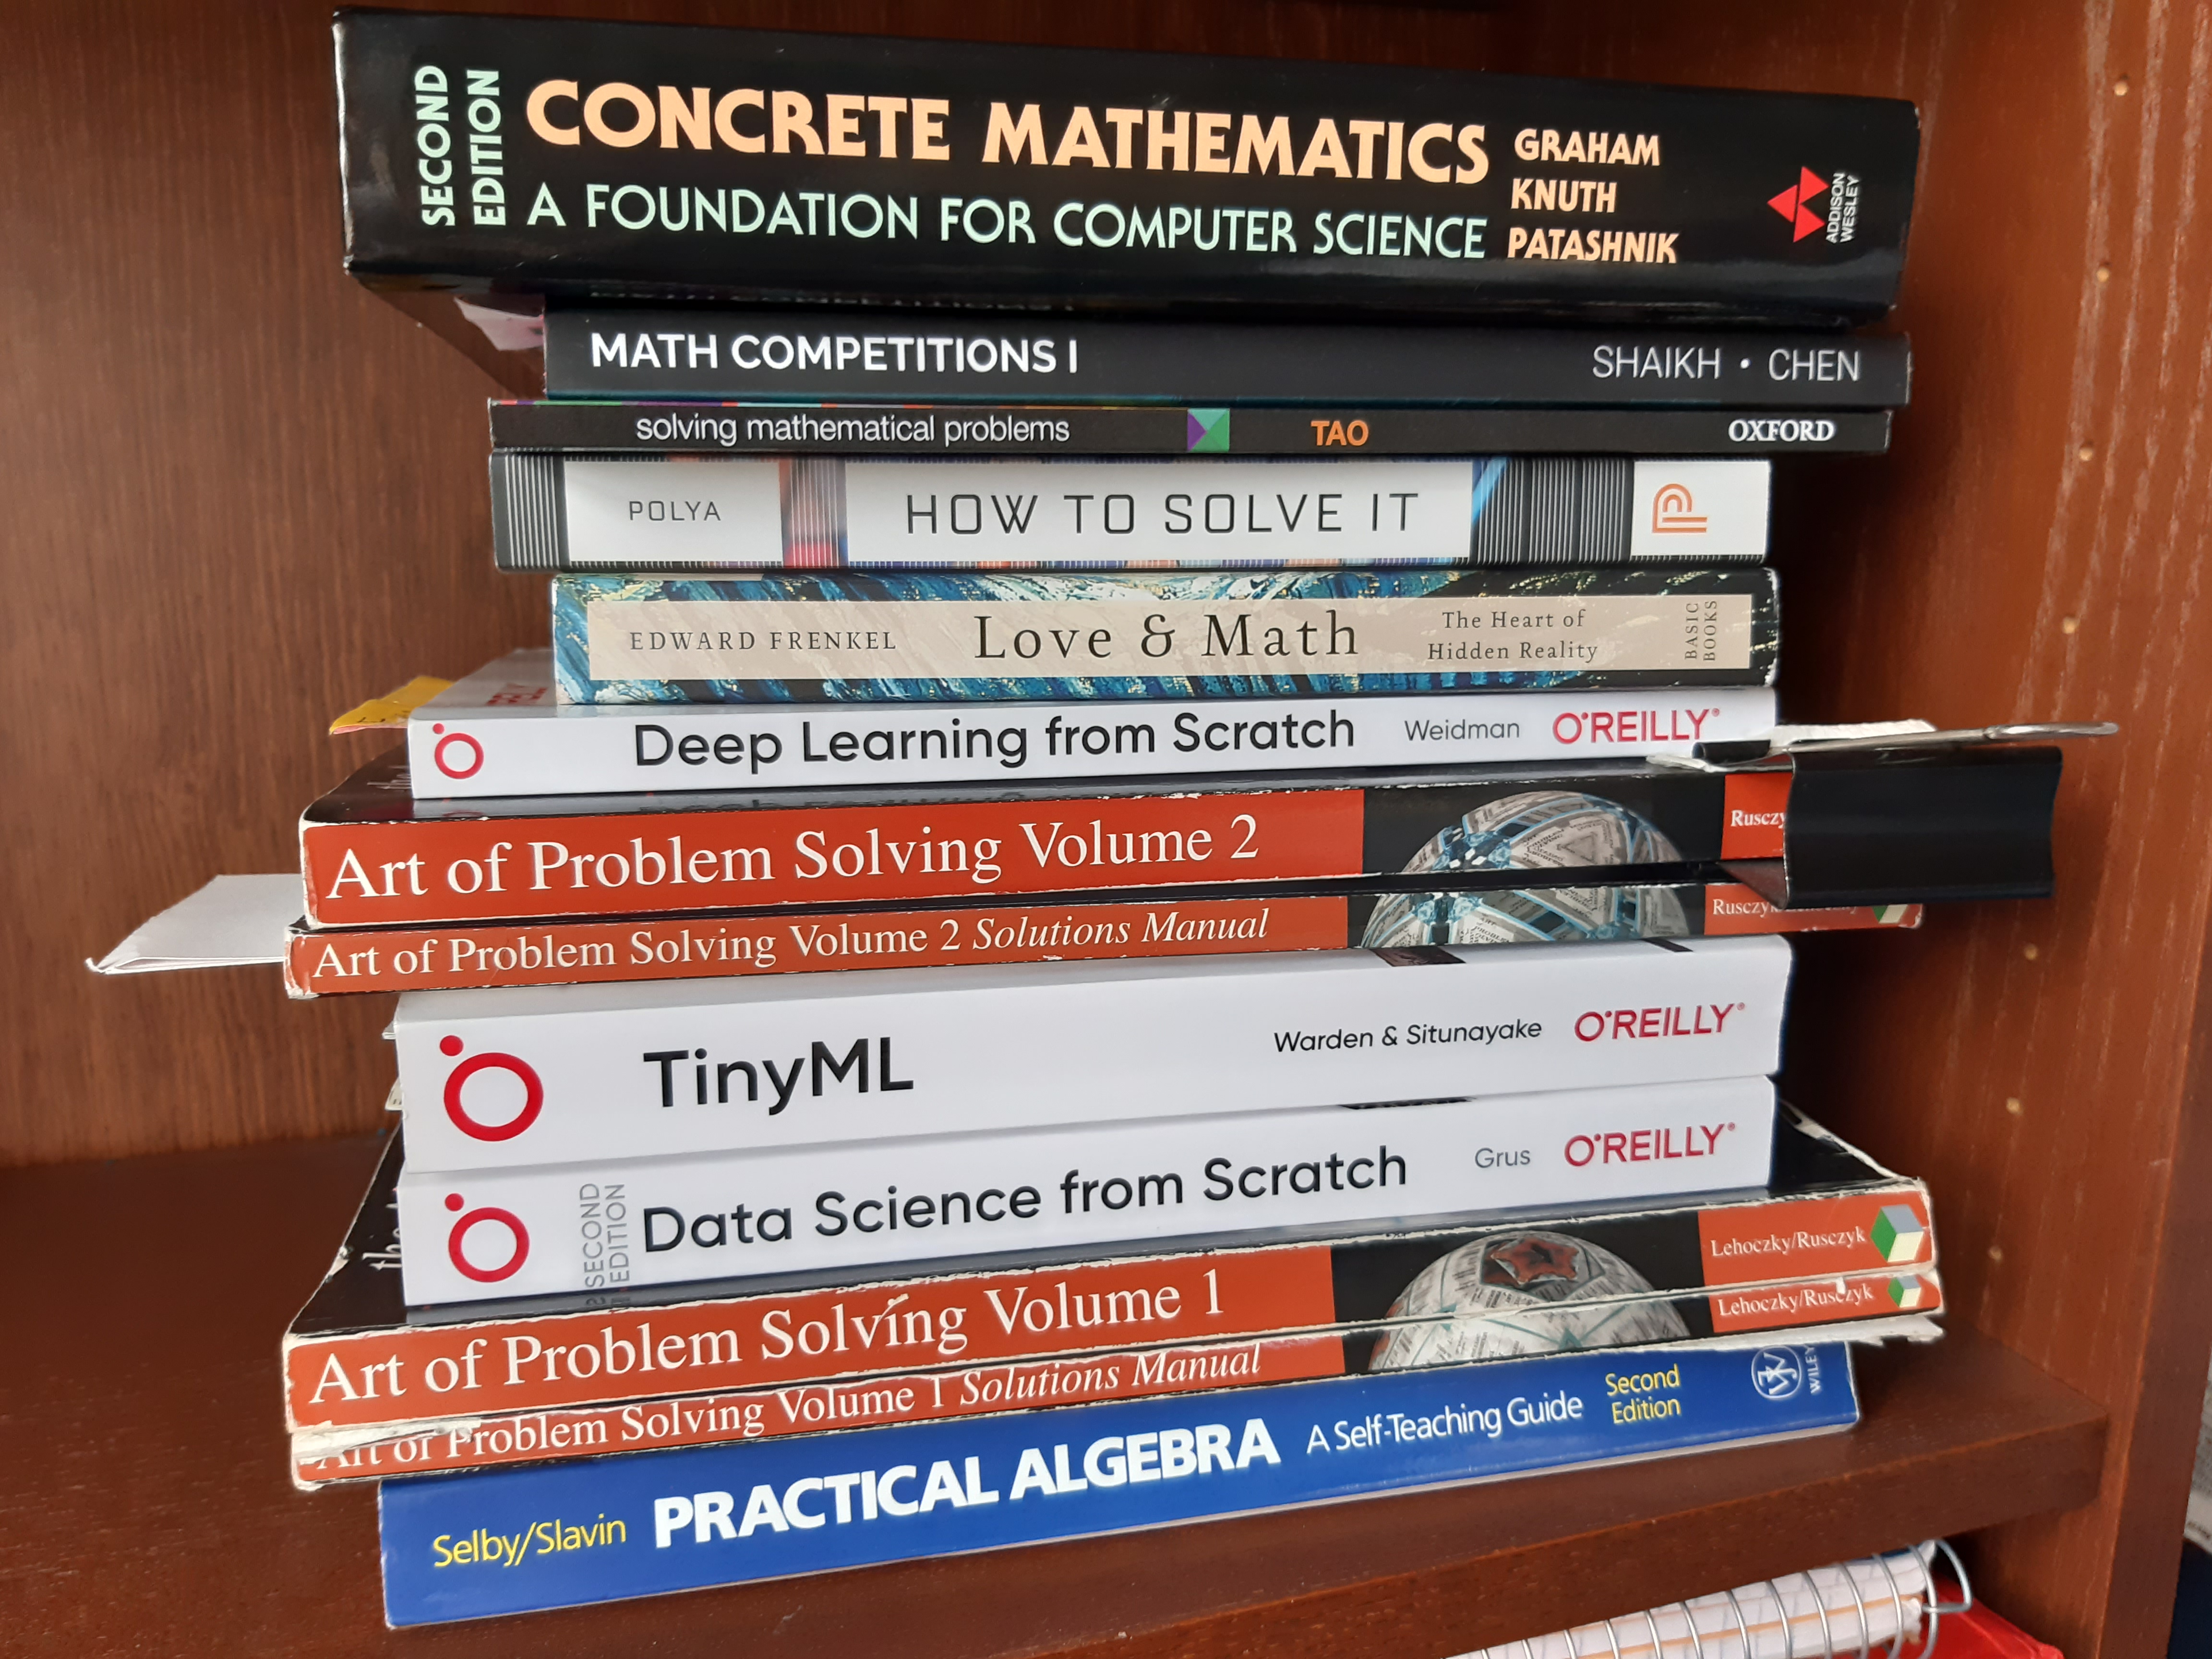 SECOND
EDITION
CONCRETE MATHEMATICS
A FOUNDATION FOR COMPUTER SCIENCE
GRAHAM
KNUTH
PATASHNIK
ADDISON
WESLEY
MATH COMPETITIONS I SHAIKH • CHEN
solving mathematical problems TAO OXFORD
POLYA HOW TO SOLVE IT
EDWARD FRENKEL Love & Math
The Heart of
Hidden Reality
BASIC
BOOKS
Deep Learning from Scratch Weidman O'REILLY®
Art of Problem Solving Volume 2 Rusczy
Art of Problem Solving Volume 2 Solutions Manual Rusczyk
TinyML Warden & Situnayake O'REILLY®
SECOND
EDITION
Data Science from Scratch Grus O'REILLY®
the
Art of Problem Solving Volume 1 Lehoczky/Rusczyk
Art of Problem Solving Volume 1 Solutions Manual Lehoczky/Rusczyk
Selby/Slavin PRACTICAL ALGEBRA A Self-Teaching Guide
Second
Edition
WILEY